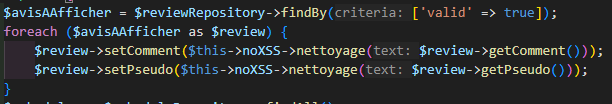 $avisAAfficher = $reviewRepository->findBy(criteria: ['valid' => true]);
foreach ($avisAAfficher as $review) {
$review->setComment($this->noXSS->nettoyage(text: $review->getComment()));
$review->setPseudo($this->noXSS->nettoyage(text: $review->getPseudo()));
}